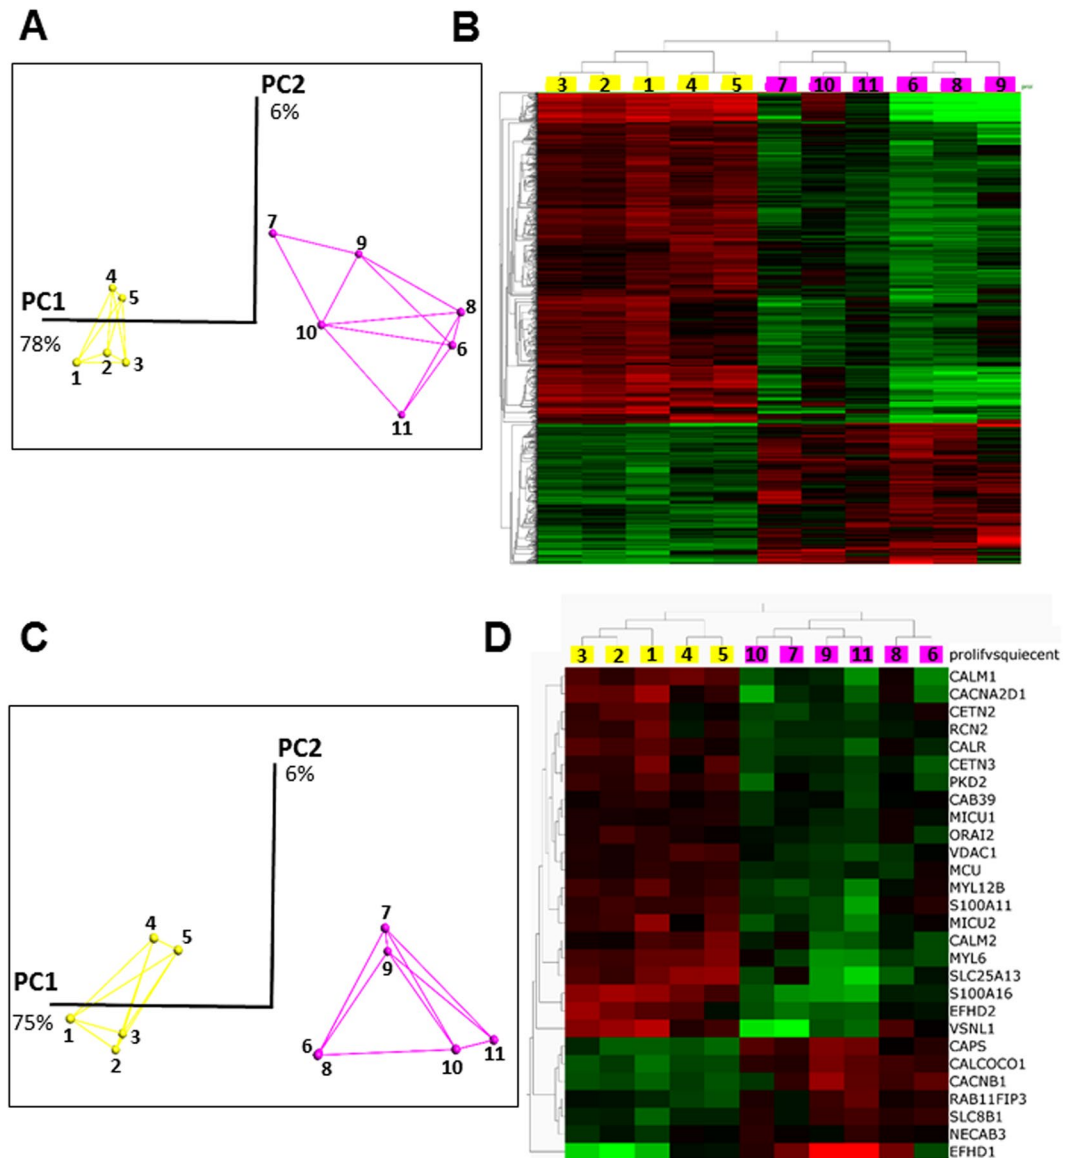 A
B
PC2
6%
3 2 1 4 5 7 10 11 6 8 9
7
9
4
5
PC1
8
10
6
78%
1 2 3
11
C
D
3 2 1 4 5 10 7 9 11 8 6 prolifvsquiecent
CALM1
CACNA2D1
CETN2
RCN2
CALR
CETN3
PKD2
CAB39
MICU1
ORAI2
VDAC1
MCU
MYL12B
S100A11
MICU2
CALM2
MYL6
SLC25A13
S100A16
EFHD2
VSNL1
CAPS
CALCOCO1
CACNB1
RAB11FIP3
SLC8B1
NECAB3
EFHD1
PC2
6%
7
4
5
9
PC1
75%
1
3
2
6
8
10
11